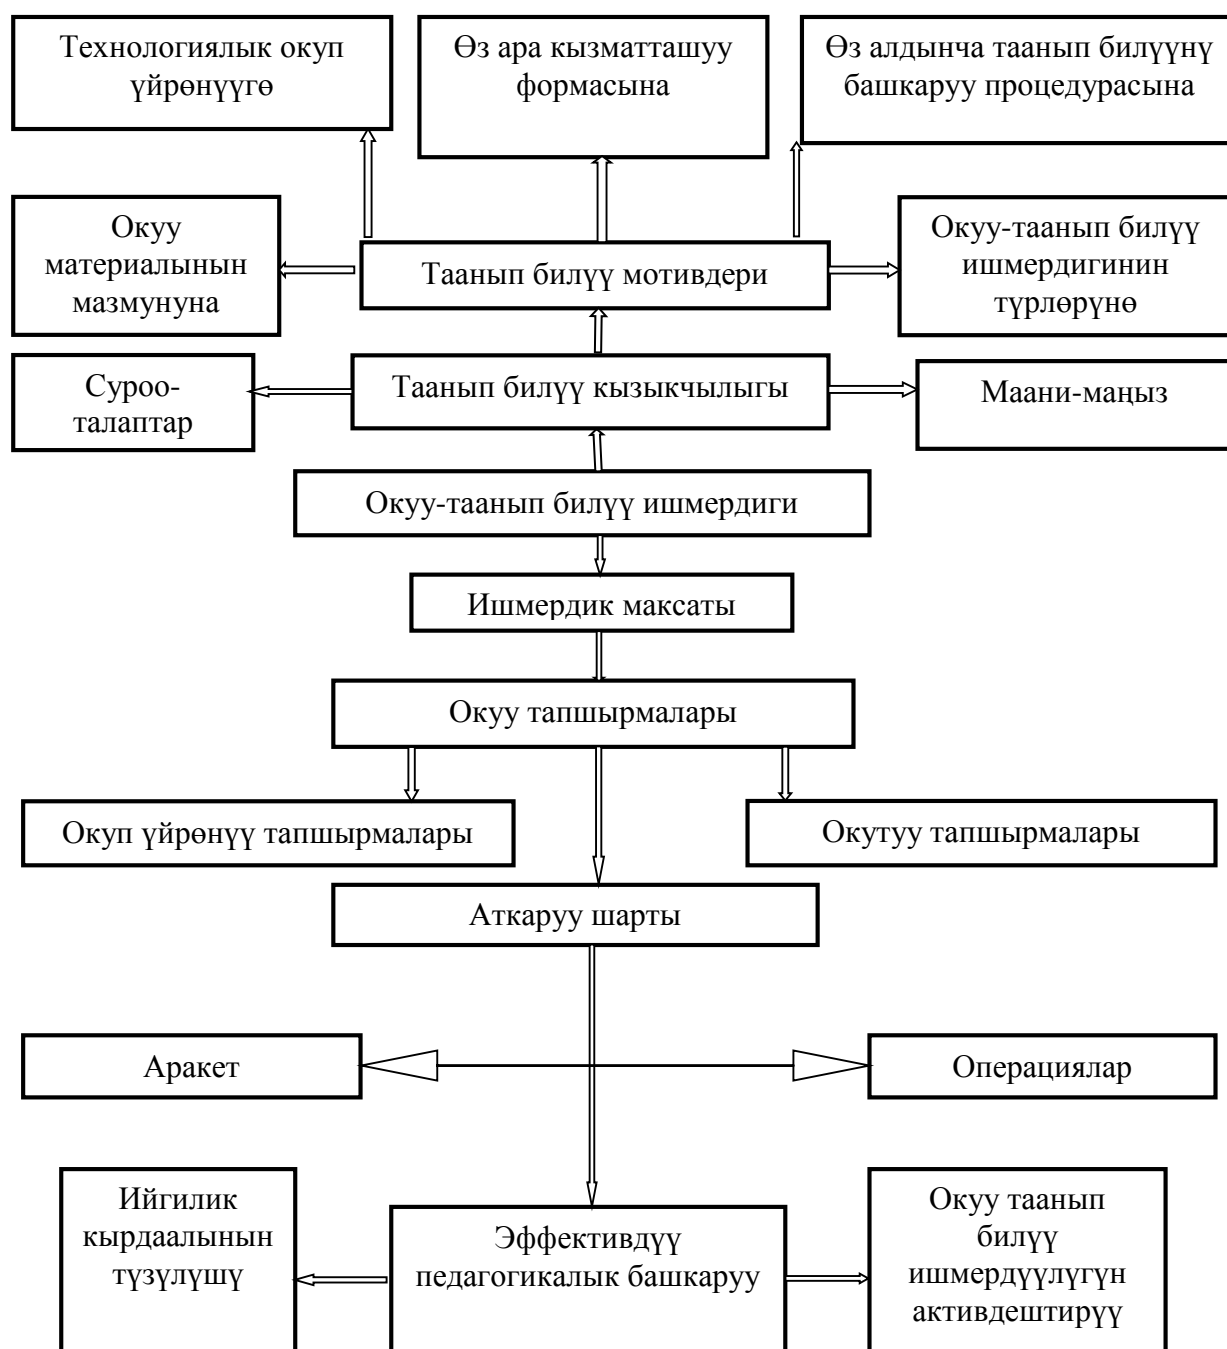 Технологиялык окуп
үйрөнүүгө
Өз ара кызматташуу
формасына
Өз алдынча таанып билүүнү
башкаруу процедурасына
Окуу
материалынын
мазмунуна
Таанып билүү мотивдери
Окуу-таанып билүү
ишмердигинин
түрлөрүнө
Суроо-
талаптар
Таанып билүү кызыкчылыгы
Маани-маңыз
Окуу-таанып билүү ишмердиги
Ишмердик максаты
Окуу тапшырмалары
Окуп үйрөнүү тапшырмалары
Окутуу тапшырмалары
Аткаруу шарты
Аракет
Операциялар
Ийгилик
кырдаалынын
түзүлүшү
Эффективдүү
педагогикалык башкаруу
Окуу таанып
билүү
ишмердүүлүгүн
активдештирүү